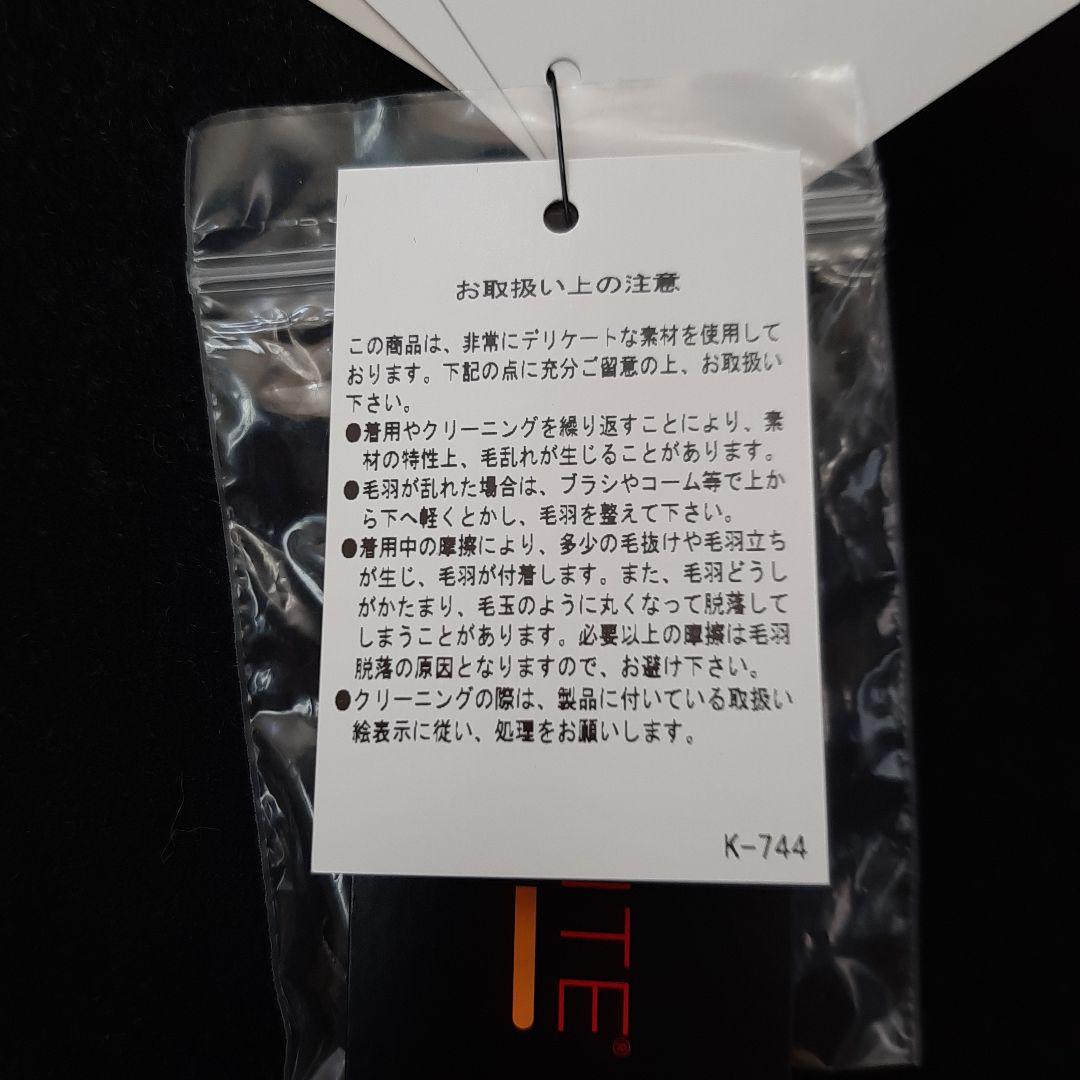 お取扱い上の注意
この商品は、非常にデリケートな素材を使用して
おります。下記の点に充分ご留意の上、お取扱い
下さい。
●着用やクリーニングを繰り返すことにより、素
材の特性上、毛乱れが生じることがあります。
●毛羽が乱れた場合は、ブラシやコーム等で上か
ら下へ軽くとかし、毛羽を整えて下さい。
●着用中の摩擦により、多少の毛抜けや毛羽立ち
が生じ、毛羽が付着します。また、毛羽どうし
がかたまり、毛玉のように丸くなって脱落して
しまうことがあります。必要以上の摩擦は毛羽
脱落の原因となりますので、お避け下さい。
●クリーニングの際は、製品に付いている取扱い
絵表示に従い、処理をお願いします。
K-744
ITE®